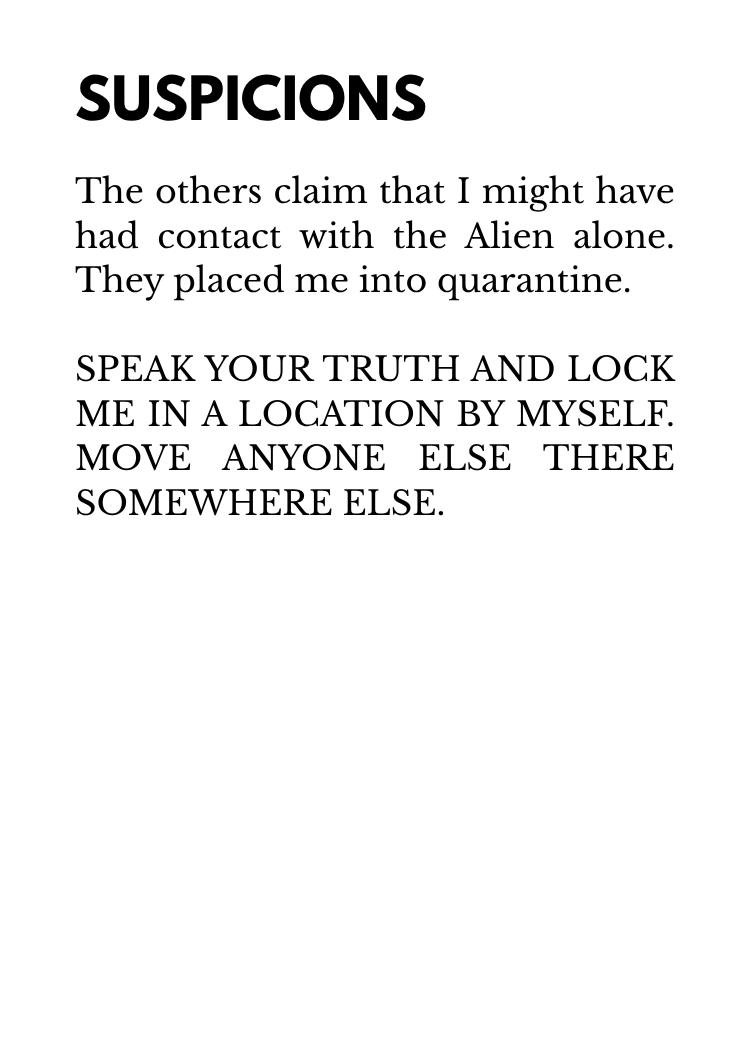 SUSPICIONS
The others claim that I might have
had contact with the Alien alone.
They placed me into quarantine.
SPEAK YOUR TRUTH AND LOCK
ME IN A LOCATION BY MYSELF.
MOVE ANYONE ELSE THERE
SOMEWHERE ELSE.